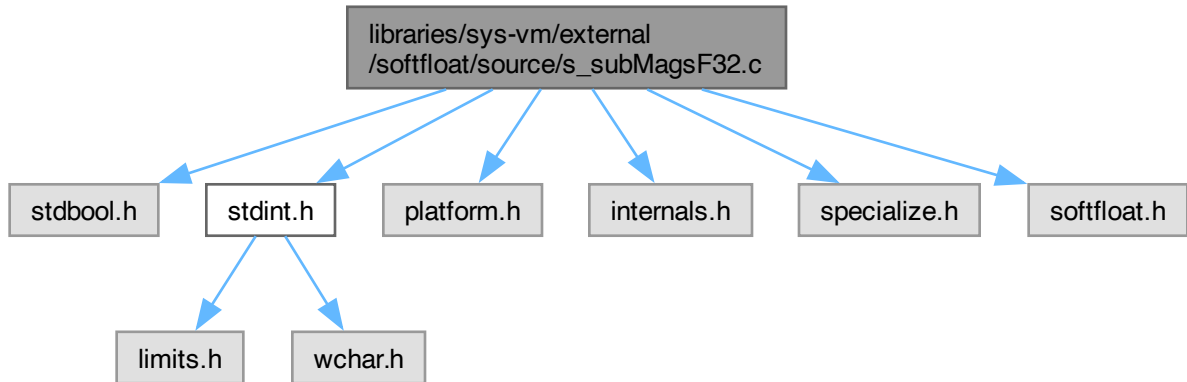 libraries/sys-vm/external
/softfloat/source/s_subMagsF32.c
stdbool.h
stdint.h
platform.h
internals.h
specialize.h
softfloat.h
limits.h
wchar.h